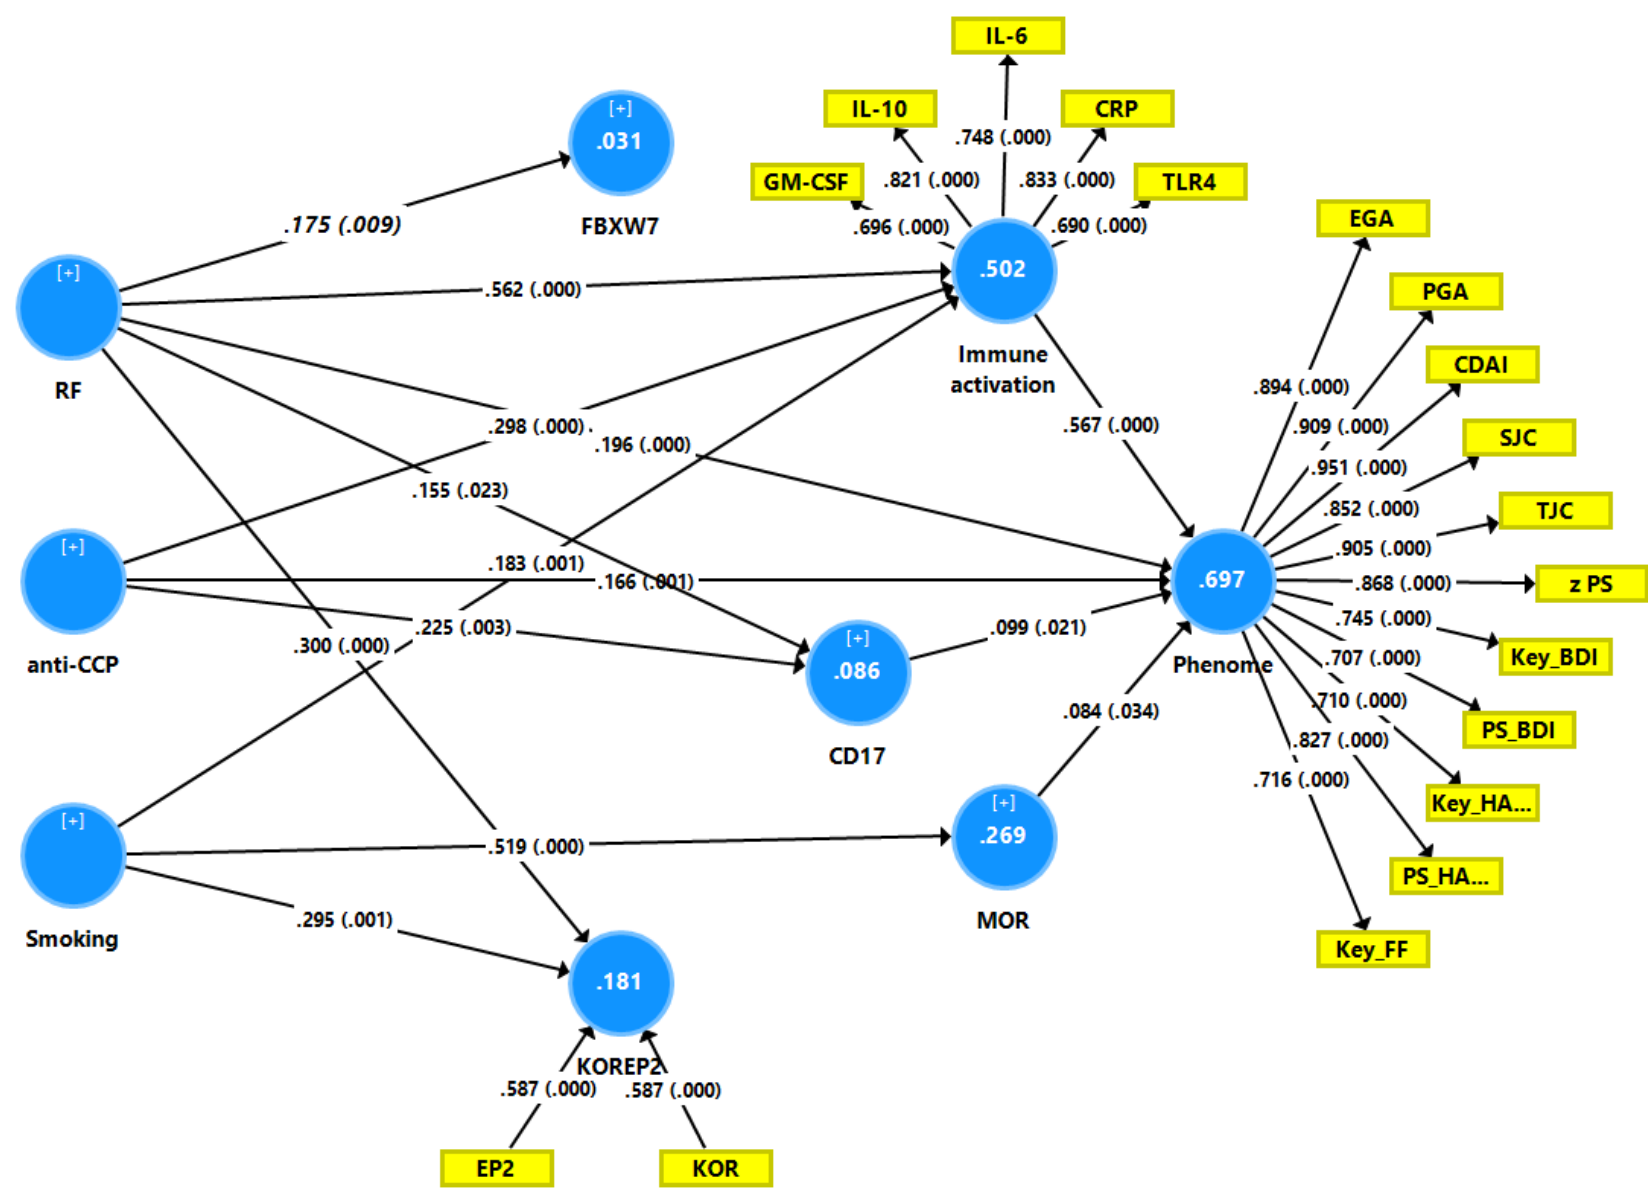 IL-6
IL-10
CRP
[+]
.031
.748 (.000)
GM-CSF
.821 (.000)
.833 (.000)
TLR4
.175 (.009)
FBXW7
.696 (.000)
.690 (.000)
EGA
[+]
.562 (.000)
.502
PGA
RF
Immune
activation
CDAI
.894 (.000)
.298 (.000)
.196 (.000)
.567 (.000)
.909 (.000)
SJC
.155 (.023)
.951 (.000)
.852 (.000)
TJC
[+]
.183 (.001)
.166 (.001)
.697
.905 (.000)
.868 (.000)
z PS
.225 (.003)
.099 (.021)
.745 (.000)
.300 (.000)
anti-CCP
[+]
.086
Phenome
.707 (.000)
Key_BDI
.084 (.034)
.710 (.000)
PS_BDI
CD17
.827 (.000)
.716 (.000)
[+]
[+]
.269
Key_HA...
.519 (.000)
PS_HA...
.295 (.001)
MOR
Smoking
Key_FF
.181
KOREP2
.587 (.000)
.587 (.000)
EP2
KOR